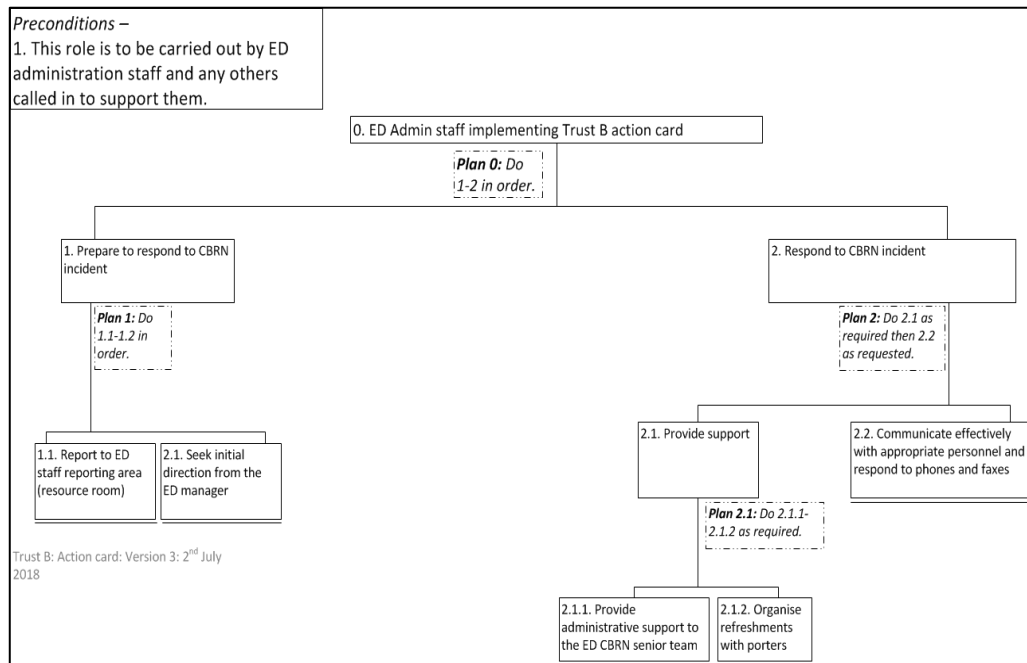 Preconditions –
1. This role is to be carried out by ED
administration staff and any others
called in to support them.
0. ED Admin staff implementing Trust B action card
Plan 0: Do
1-2 in order.
1. Prepare to respond to CBRN
incident
2. Respond to CBRN incident
Plan 1: Do
1.1-1.2 in
order.
Plan 2: Do 2.1 as
required then 2.2
as requested.
1.1. Report to ED
staff reporting area
(resource room)
2.1. Seek initial
direction from the
ED manager
2.1. Provide support
2.2. Communicate effectively
with appropriate personnel and
respond to phones and faxes
Plan 2.1: Do 2.1.1-
2.1.2 as required.
Trust B: Action card: Version 3: 2nd July
2018
2.1.1. Provide
administrative support to
the ED CBRN senior team
2.1.2. Organise
refreshments
with porters